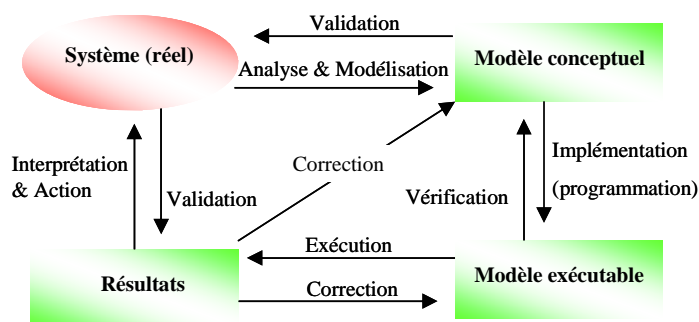 Validation
Système (réel)
Modèle conceptuel
Analyse & Modélisation
Interprétation
& Action
Correction
Implémentation
(programmation)
Validation
Vérification
Exécution
Résultats
Modèle exécutable
Correction